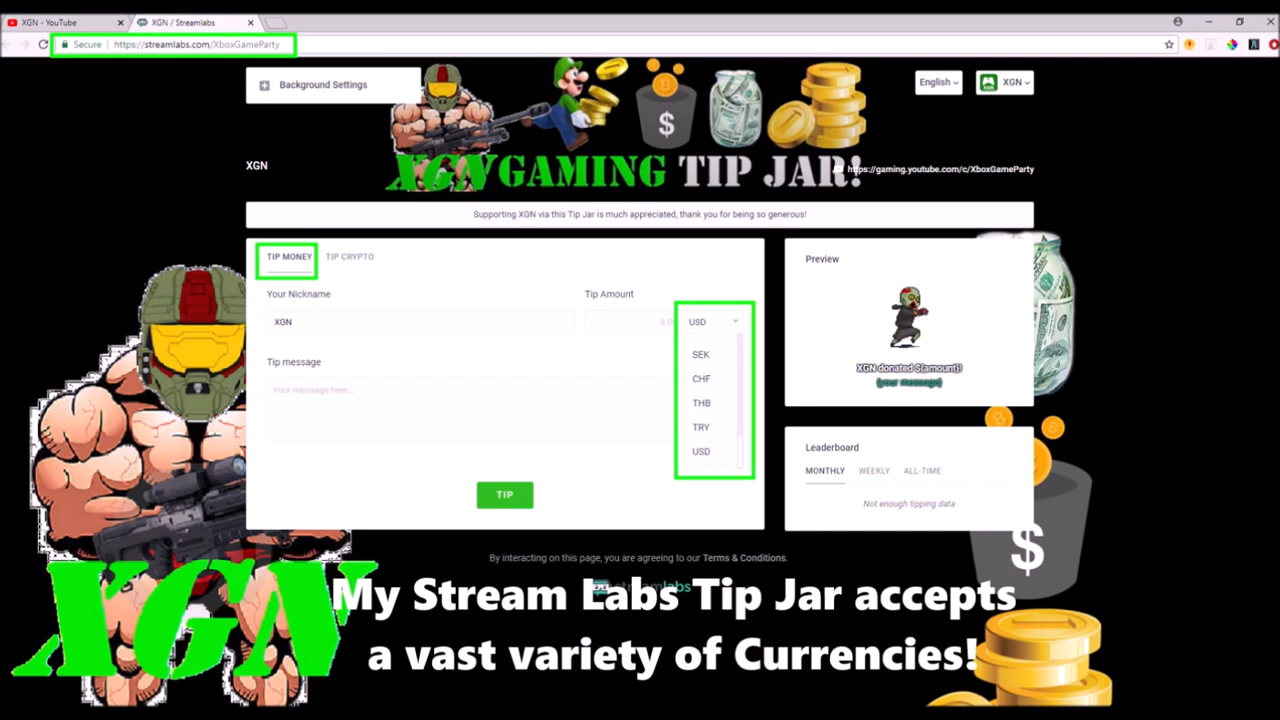 XGN - YouTube
XGN / Streamlabs
Secure
https://streamlabs.com/XboxGameParty
Background Settings
English
XGN
$
XGN GAMING TIP JAR!
XGN
https://gaming.youtube.com/c/XboxGameParty
Supporting XGN via this Tip Jar is much appreciated, thank you for being so generous!
TIP MONEY
TIP CRYPTO
Your Nickname
XGN
Tip Amount
5.00
USD
SEK
CHF
THB
TRY
USD
Tip message
Your message here...
TIP
Preview
XGN donated ${amount}!
{your message}
Leaderboard
MONTHLY
WEEKLY
ALL-TIME
Not enough tipping data
By interacting on this page, you are agreeing to our Terms & Conditions.
$
XGN
My Stream Labs Tip Jar accepts
a vast variety of Currencies!